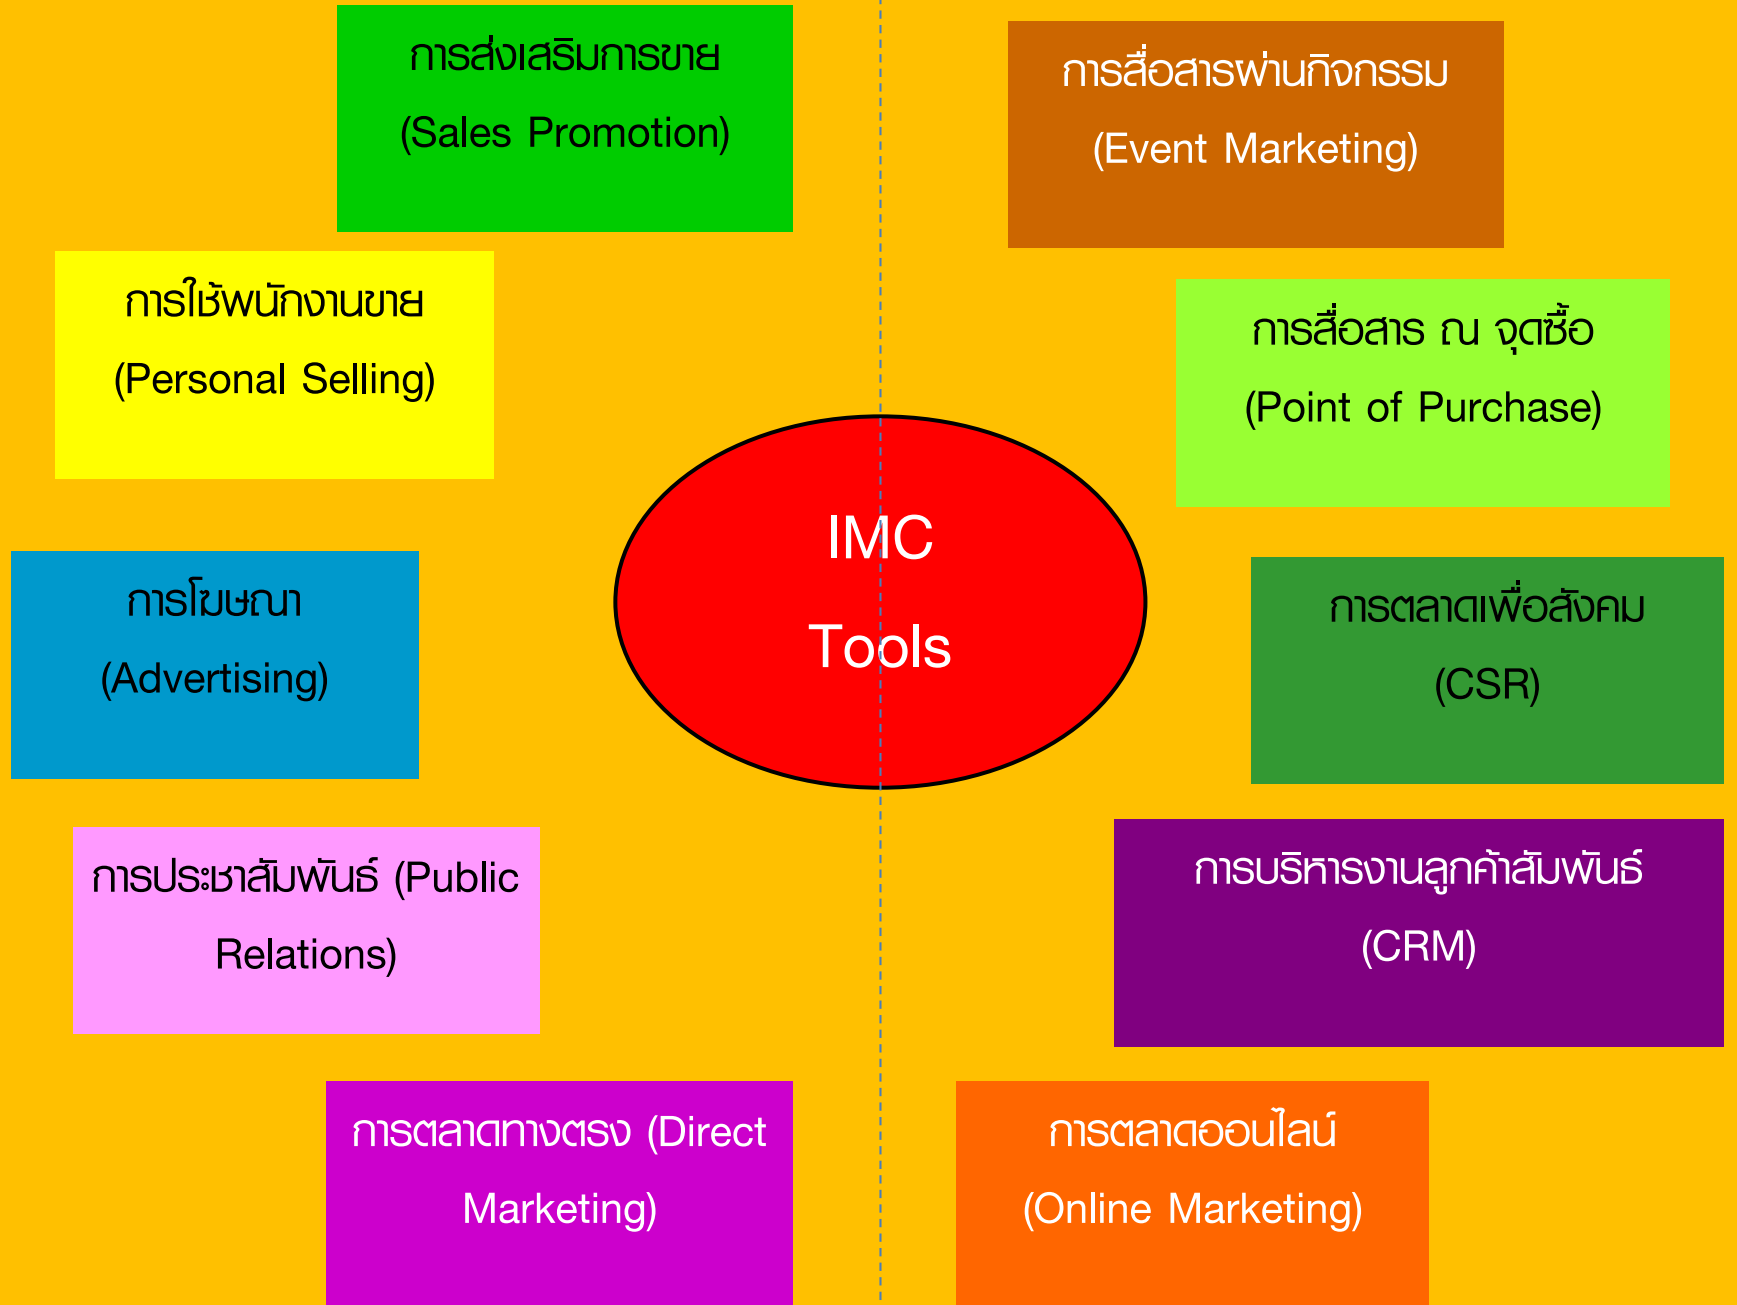 การส่งเสริมการขาย
(Sales Promotion)
การสื่อสารผ่านกิจกรรม
(Event Marketing)
การใช้พนักงานขาย
(Personal Selling)
การสื่อสาร ณ จุดซื้อ
(Point of Purchase)
IMC
Tools
การโฆษณา
(Advertising)
การตลาดเพื่อสังคม
(CSR)
การประชาสัมพันธ์ (Public
Relations)
การบริหารงานลูกค้าสัมพันธ์
(CRM)
การตลาดทางตรง (Direct
Marketing)
การตลาดออนไลน์
(Online Marketing)